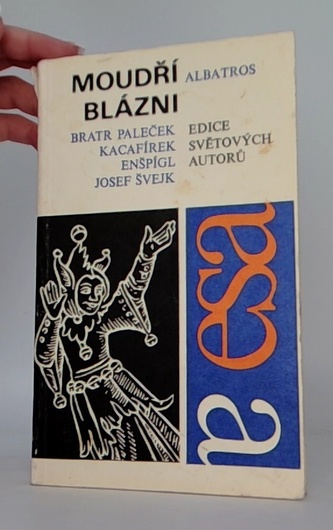 MOUDŘÍ ALBATROS
BLÁZNI
BRATR PALEČEK EDICE
KACAFÍREK SVĚTOVÝCH
ENŠPÍGL AUTORŮ
JOSEF ŠVEJK
esa
a